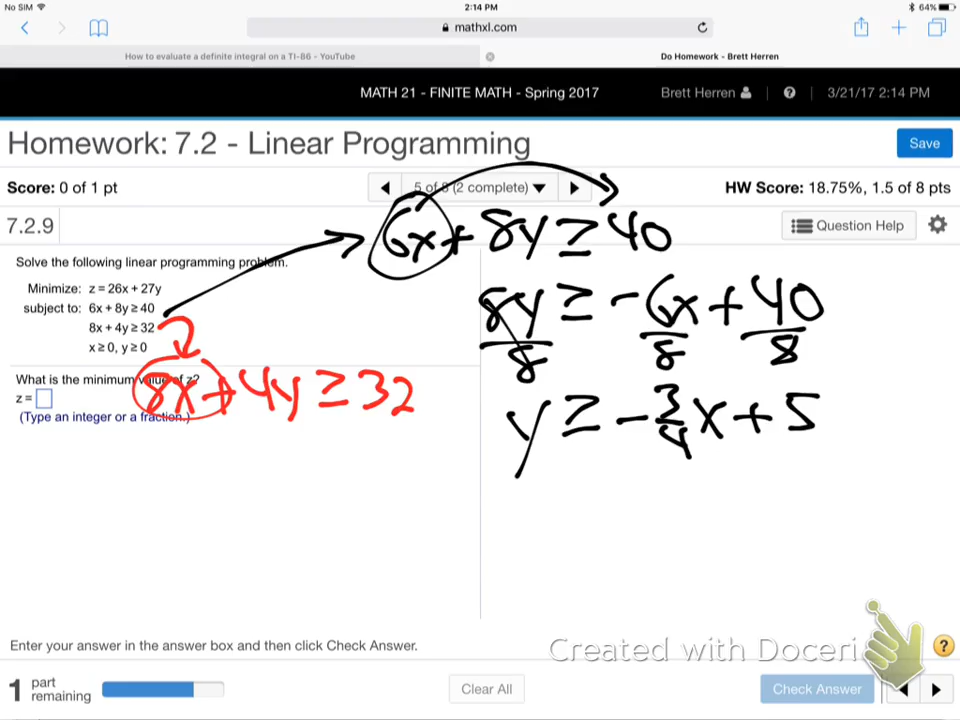 No SIM
2:14 PM
64%
mathxl.com
How to evaluate a definite integral on a TI-86 - YouTube
Do Homework - Brett Herren
MATH 21 - FINITE MATH - Spring 2017
Brett Herren
3/21/17 2:14 PM
Homework: 7.2 - Linear Programming
Save
Score: 0 of 1 pt
5 of 8 (2 complete)
HW Score: 18.75%, 1.5 of 8 pts
7.2.9
6x + 8y ≥ 40
Question Help
Solve the following linear programming problem.
Minimize: z = 26x + 27y
subject to: 6x + 8y ≥ 40
8x + 4y ≥ 32
x ≥ 0, y ≥ 0
8y/8 ≥ -6x/8 + 40/8
What is the minimum value of z?
8x + 4y ≥ 32
z =
(Type an integer or a fraction.)
y ≥ -3/4 x + 5
Enter your answer in the answer box and then click Check Answer.
Created with Doceri
?
1 part remaining
Clear All
Check Answer